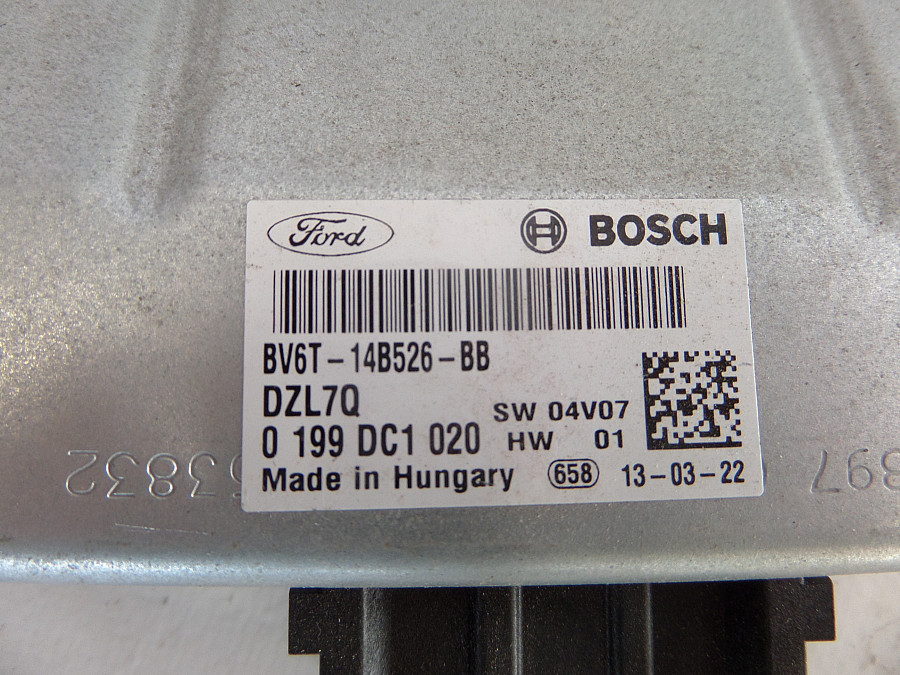 Ford BOSCH
BV6T-14B526-BB
DZL7Q
SW 04V07
0 199 DC1 020
HW 01
Made in Hungary 658 13-03-22